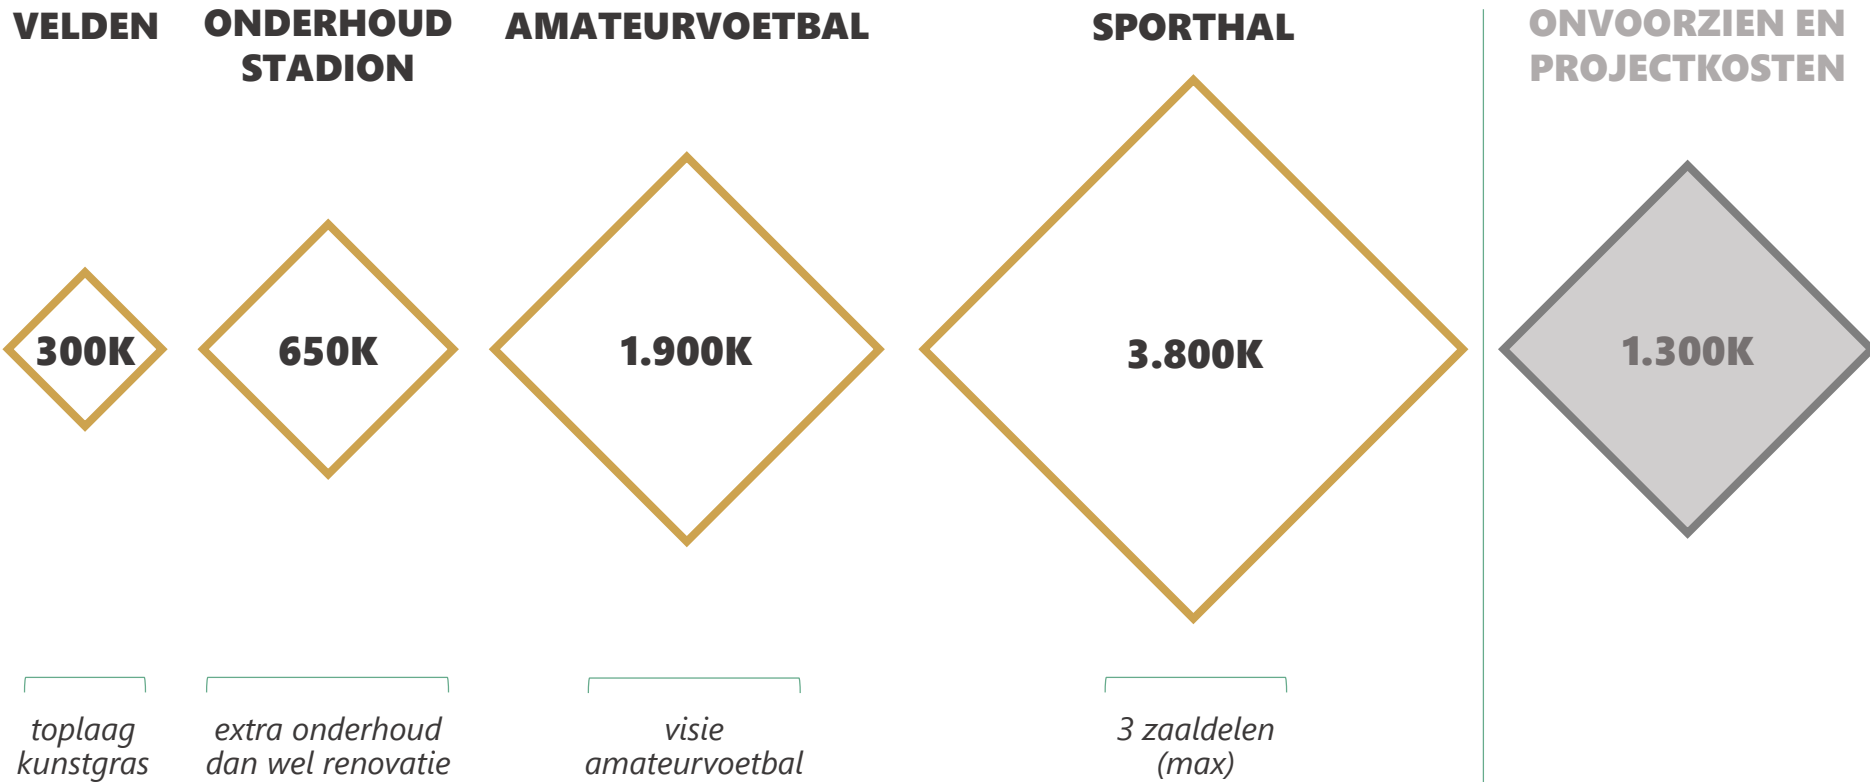 VELDEN
ONDERHOUD
STADION
AMATEURVOETBAL
SPORTHAL
ONVOORZIEN EN
PROJECTKOSTEN
300K
650K
1.900K
3.800K
1.300K
toplaag
kunstgras
extra onderhoud
dan wel renovatie
visie
amateurvoetbal
3 zaaldelen
(max)